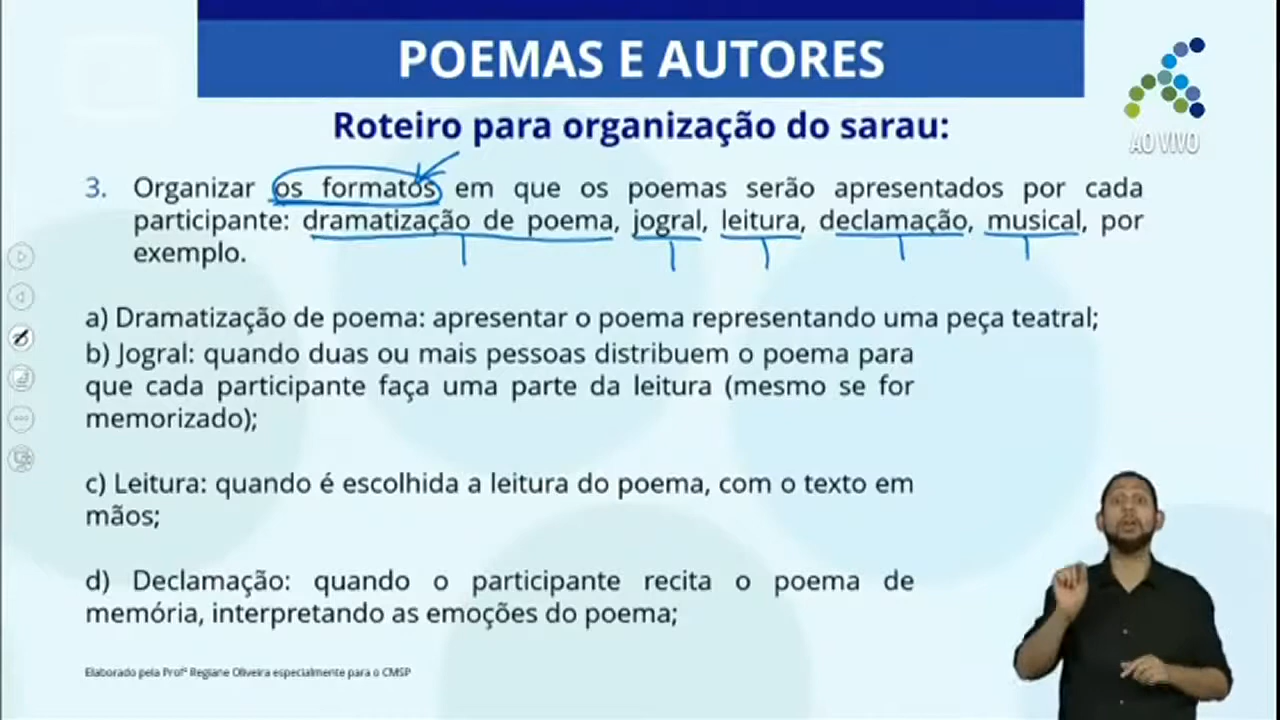 POEMAS E AUTORES
AO VIVO
Roteiro para organização do sarau:
3. Organizar os formatos em que os poemas serão apresentados por cada
participante: dramatização de poema, jogral, leitura, declamação, musical, por
exemplo.
a) Dramatização de poema: apresentar o poema representando uma peça teatral;
b) Jogral: quando duas ou mais pessoas distribuem o poema para
que cada participante faça uma parte da leitura (mesmo se for
memorizado);
c) Leitura: quando é escolhida a leitura do poema, com o texto em
mãos;
d) Declamação: quando o participante recita o poema de
memória, interpretando as emoções do poema;
Elaborado pela Profª Regiane Oliveira especialmente para o CMSP